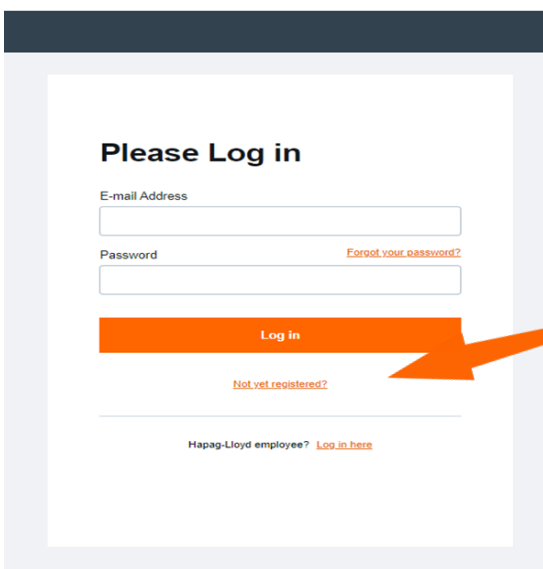 Please Log in
E-mail Address
Password Forgot your password?
Log in
Not yet registered?
Hapag-Lloyd employee? Log in here